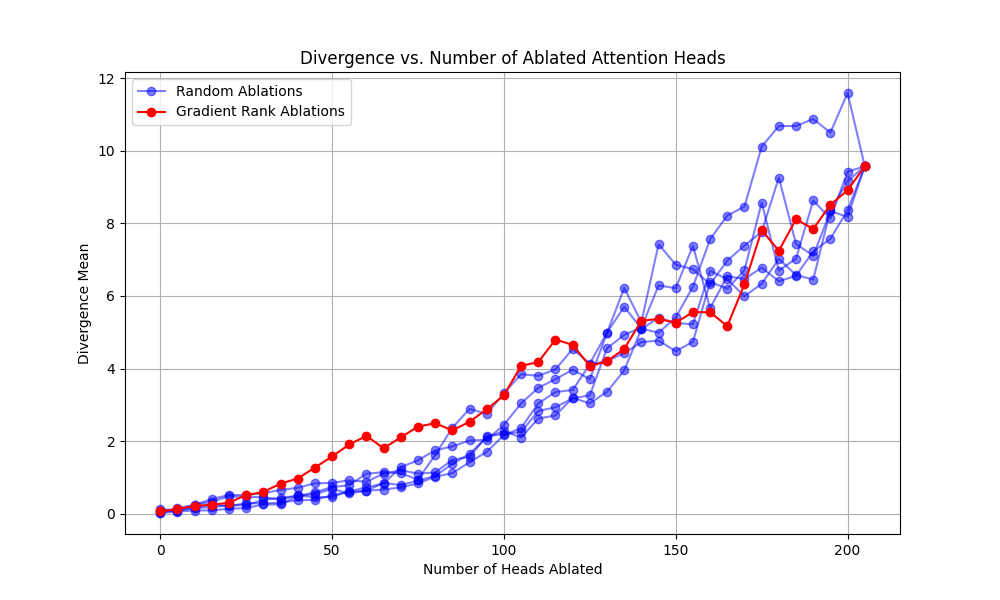 Divergence vs. Number of Ablated Attention Heads
Random Ablations
Gradient Rank Ablations
Divergence Mean
12
10
8
6
4
2
0
0 50 100 150 200
Number of Heads Ablated